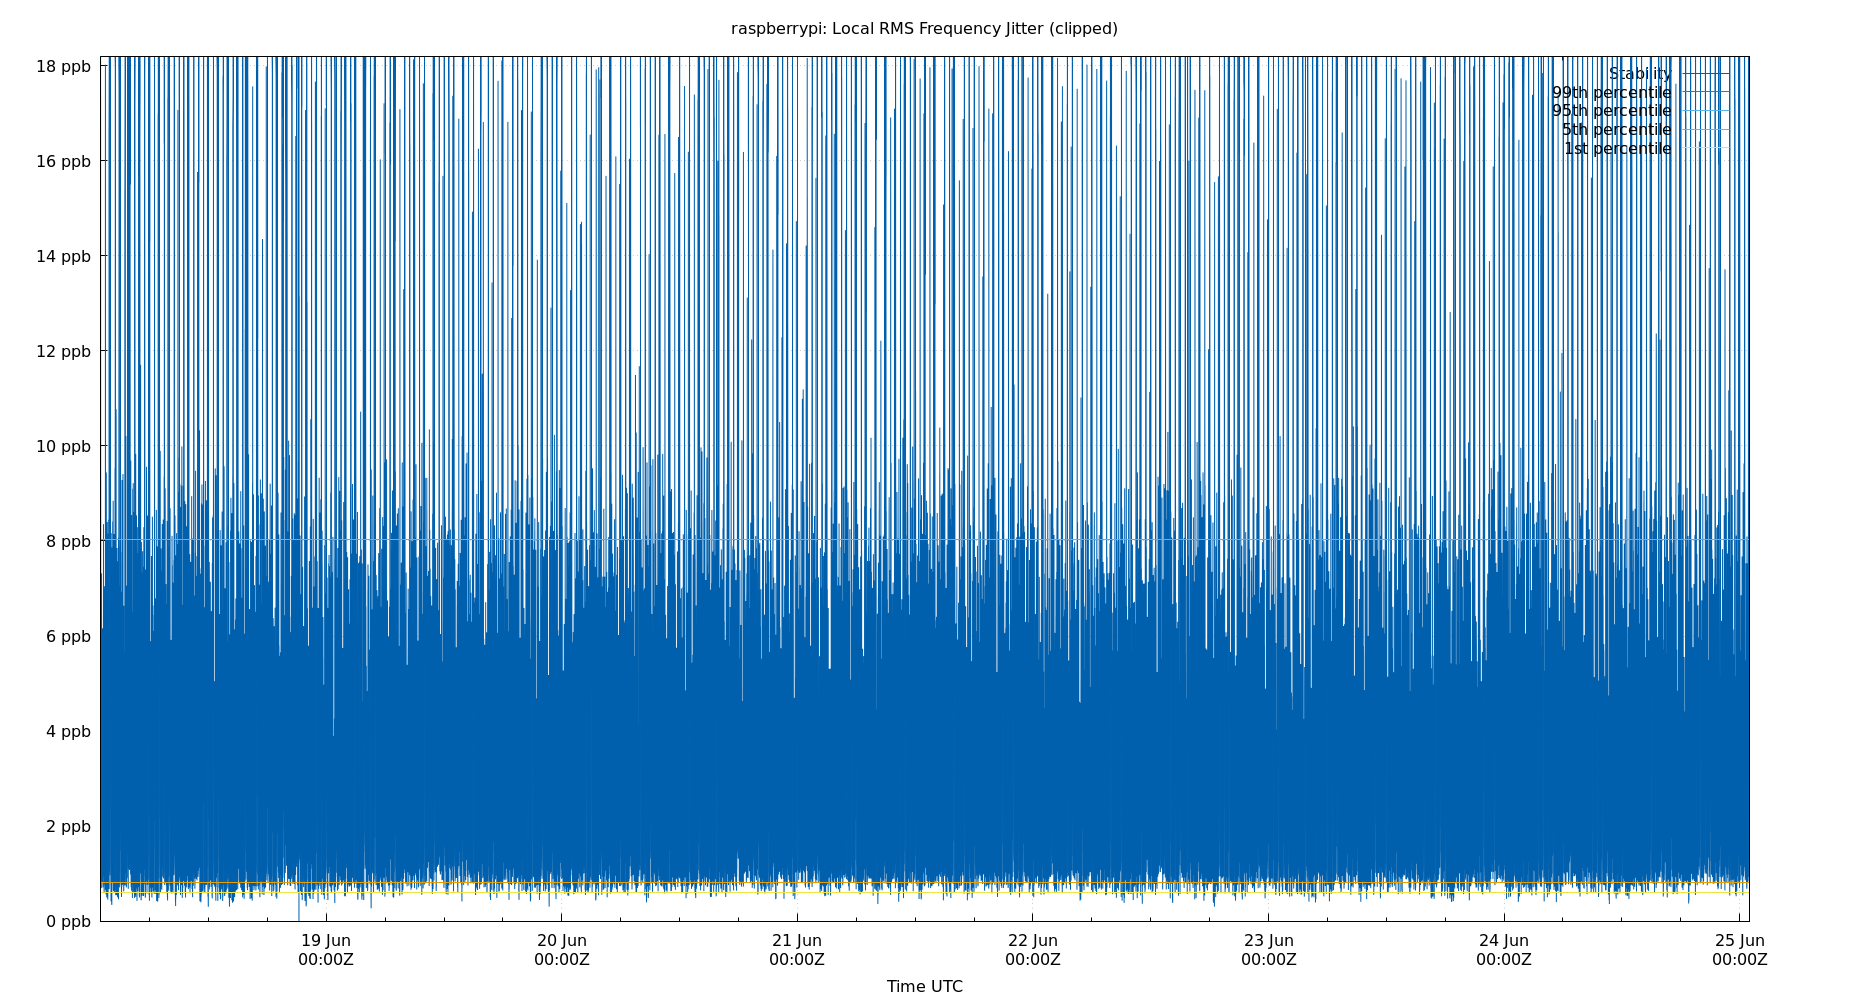 raspberrypi: Local RMS Frequency Jitter (clipped)
18 ppb
16 ppb
14 ppb
12 ppb
10 ppb
8 ppb
6 ppb
4 ppb
2 ppb
0 ppb
Stability
99th percentile
95th percentile
5th percentile
1st percentile
19 Jun
00:00Z
20 Jun
00:00Z
21 Jun
00:00Z
22 Jun
00:00Z
23 Jun
00:00Z
24 Jun
00:00Z
25 Jun
00:00Z
Time UTC